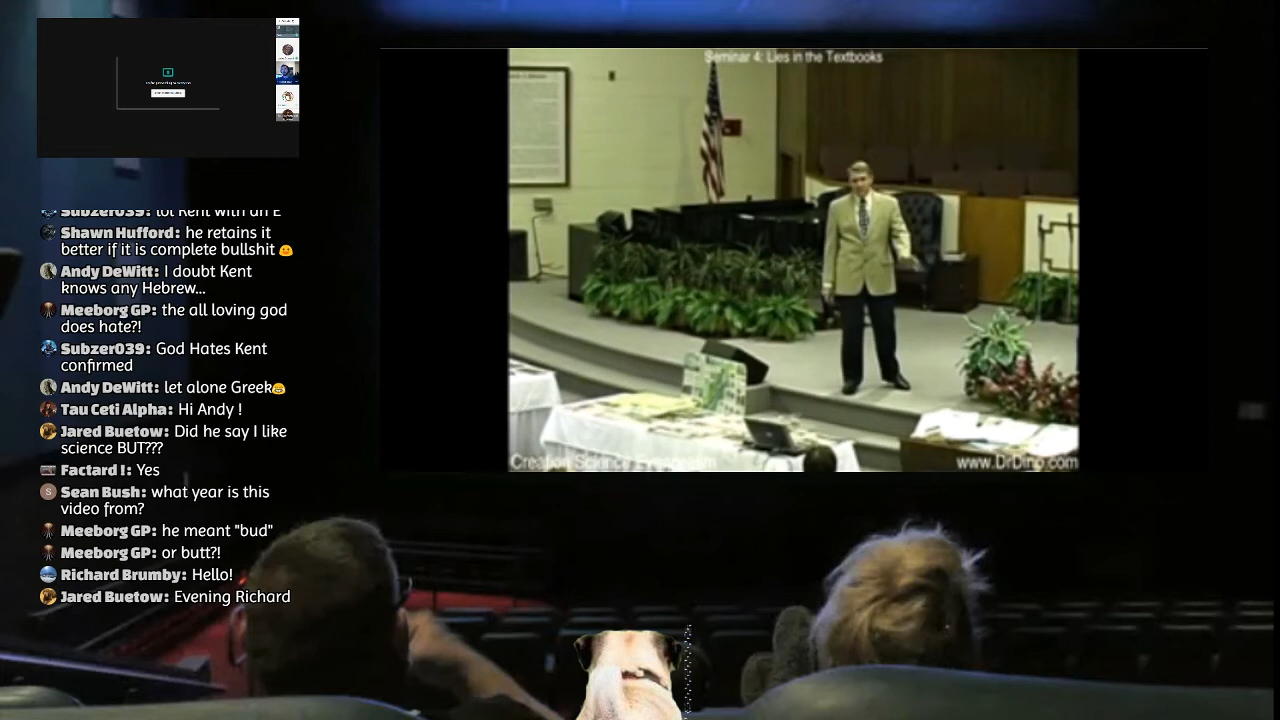 Subzer039: lol Kent with an E
Shawn Hufford: he retains it
better if it is complete bullshit
Andy DeWitt: I doubt Kent
knows any Hebrew...
Meeborg GP: the all loving god
does hate?!
Subzer039: God Hates Kent
confirmed
Andy DeWitt: let alone Greek
Tau Ceti Alpha: Hi Andy !
Jared Buetow: Did he say I like
science BUT???
Factard !: Yes
S Sean Bush: what year is this
video from?
Meeborg GP: he meant "bud"
Meeborg GP: or butt?!
Richard Brumby: Hello!
Jared Buetow: Evening Richard
Seminar 4: Lies in the Textbooks
Creation Science Evangelism
www.DrDino.com